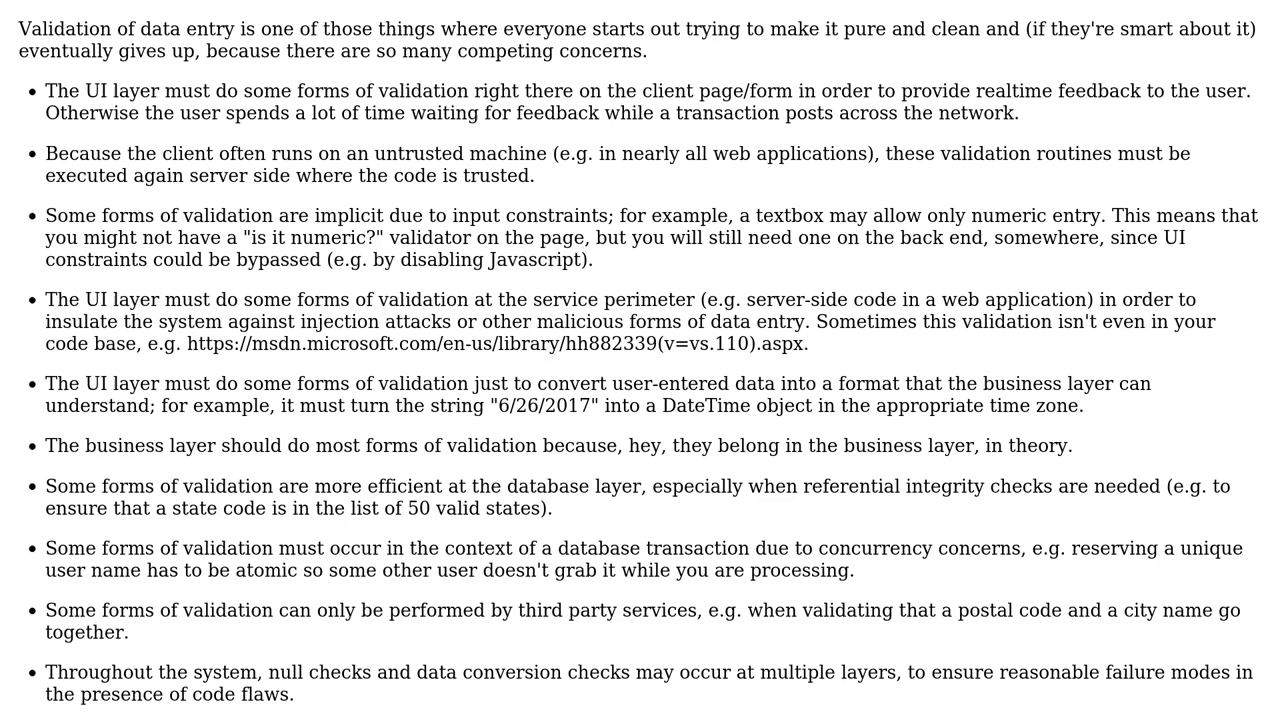 Validation of data entry is one of those things where everyone starts out trying to make it pure and clean and (if they're smart about it)
eventually gives up, because there are so many competing concerns.
• The UI layer must do some forms of validation right there on the client page/form in order to provide realtime feedback to the user.
Otherwise the user spends a lot of time waiting for feedback while a transaction posts across the network.
• Because the client often runs on an untrusted machine (e.g. in nearly all web applications), these validation routines must be
executed again server side where the code is trusted.
• Some forms of validation are implicit due to input constraints; for example, a textbox may allow only numeric entry. This means that
you might not have a "is it numeric?" validator on the page, but you will still need one on the back end, somewhere, since UI
constraints could be bypassed (e.g. by disabling Javascript).
• The UI layer must do some forms of validation at the service perimeter (e.g. server-side code in a web application) in order to
insulate the system against injection attacks or other malicious forms of data entry. Sometimes this validation isn't even in your
code base, e.g. https://msdn.microsoft.com/en-us/library/hh882339(v=vs.110).aspx.
• The UI layer must do some forms of validation just to convert user-entered data into a format that the business layer can
understand; for example, it must turn the string "6/26/2017" into a DateTime object in the appropriate time zone.
• The business layer should do most forms of validation because, hey, they belong in the business layer, in theory.
• Some forms of validation are more efficient at the database layer, especially when referential integrity checks are needed (e.g. to
ensure that a state code is in the list of 50 valid states).
• Some forms of validation must occur in the context of a database transaction due to concurrency concerns, e.g. reserving a unique
user name has to be atomic so some other user doesn't grab it while you are processing.
• Some forms of validation can only be performed by third party services, e.g. when validating that a postal code and a city name go
together.
• Throughout the system, null checks and data conversion checks may occur at multiple layers, to ensure reasonable failure modes in
the presence of code flaws.